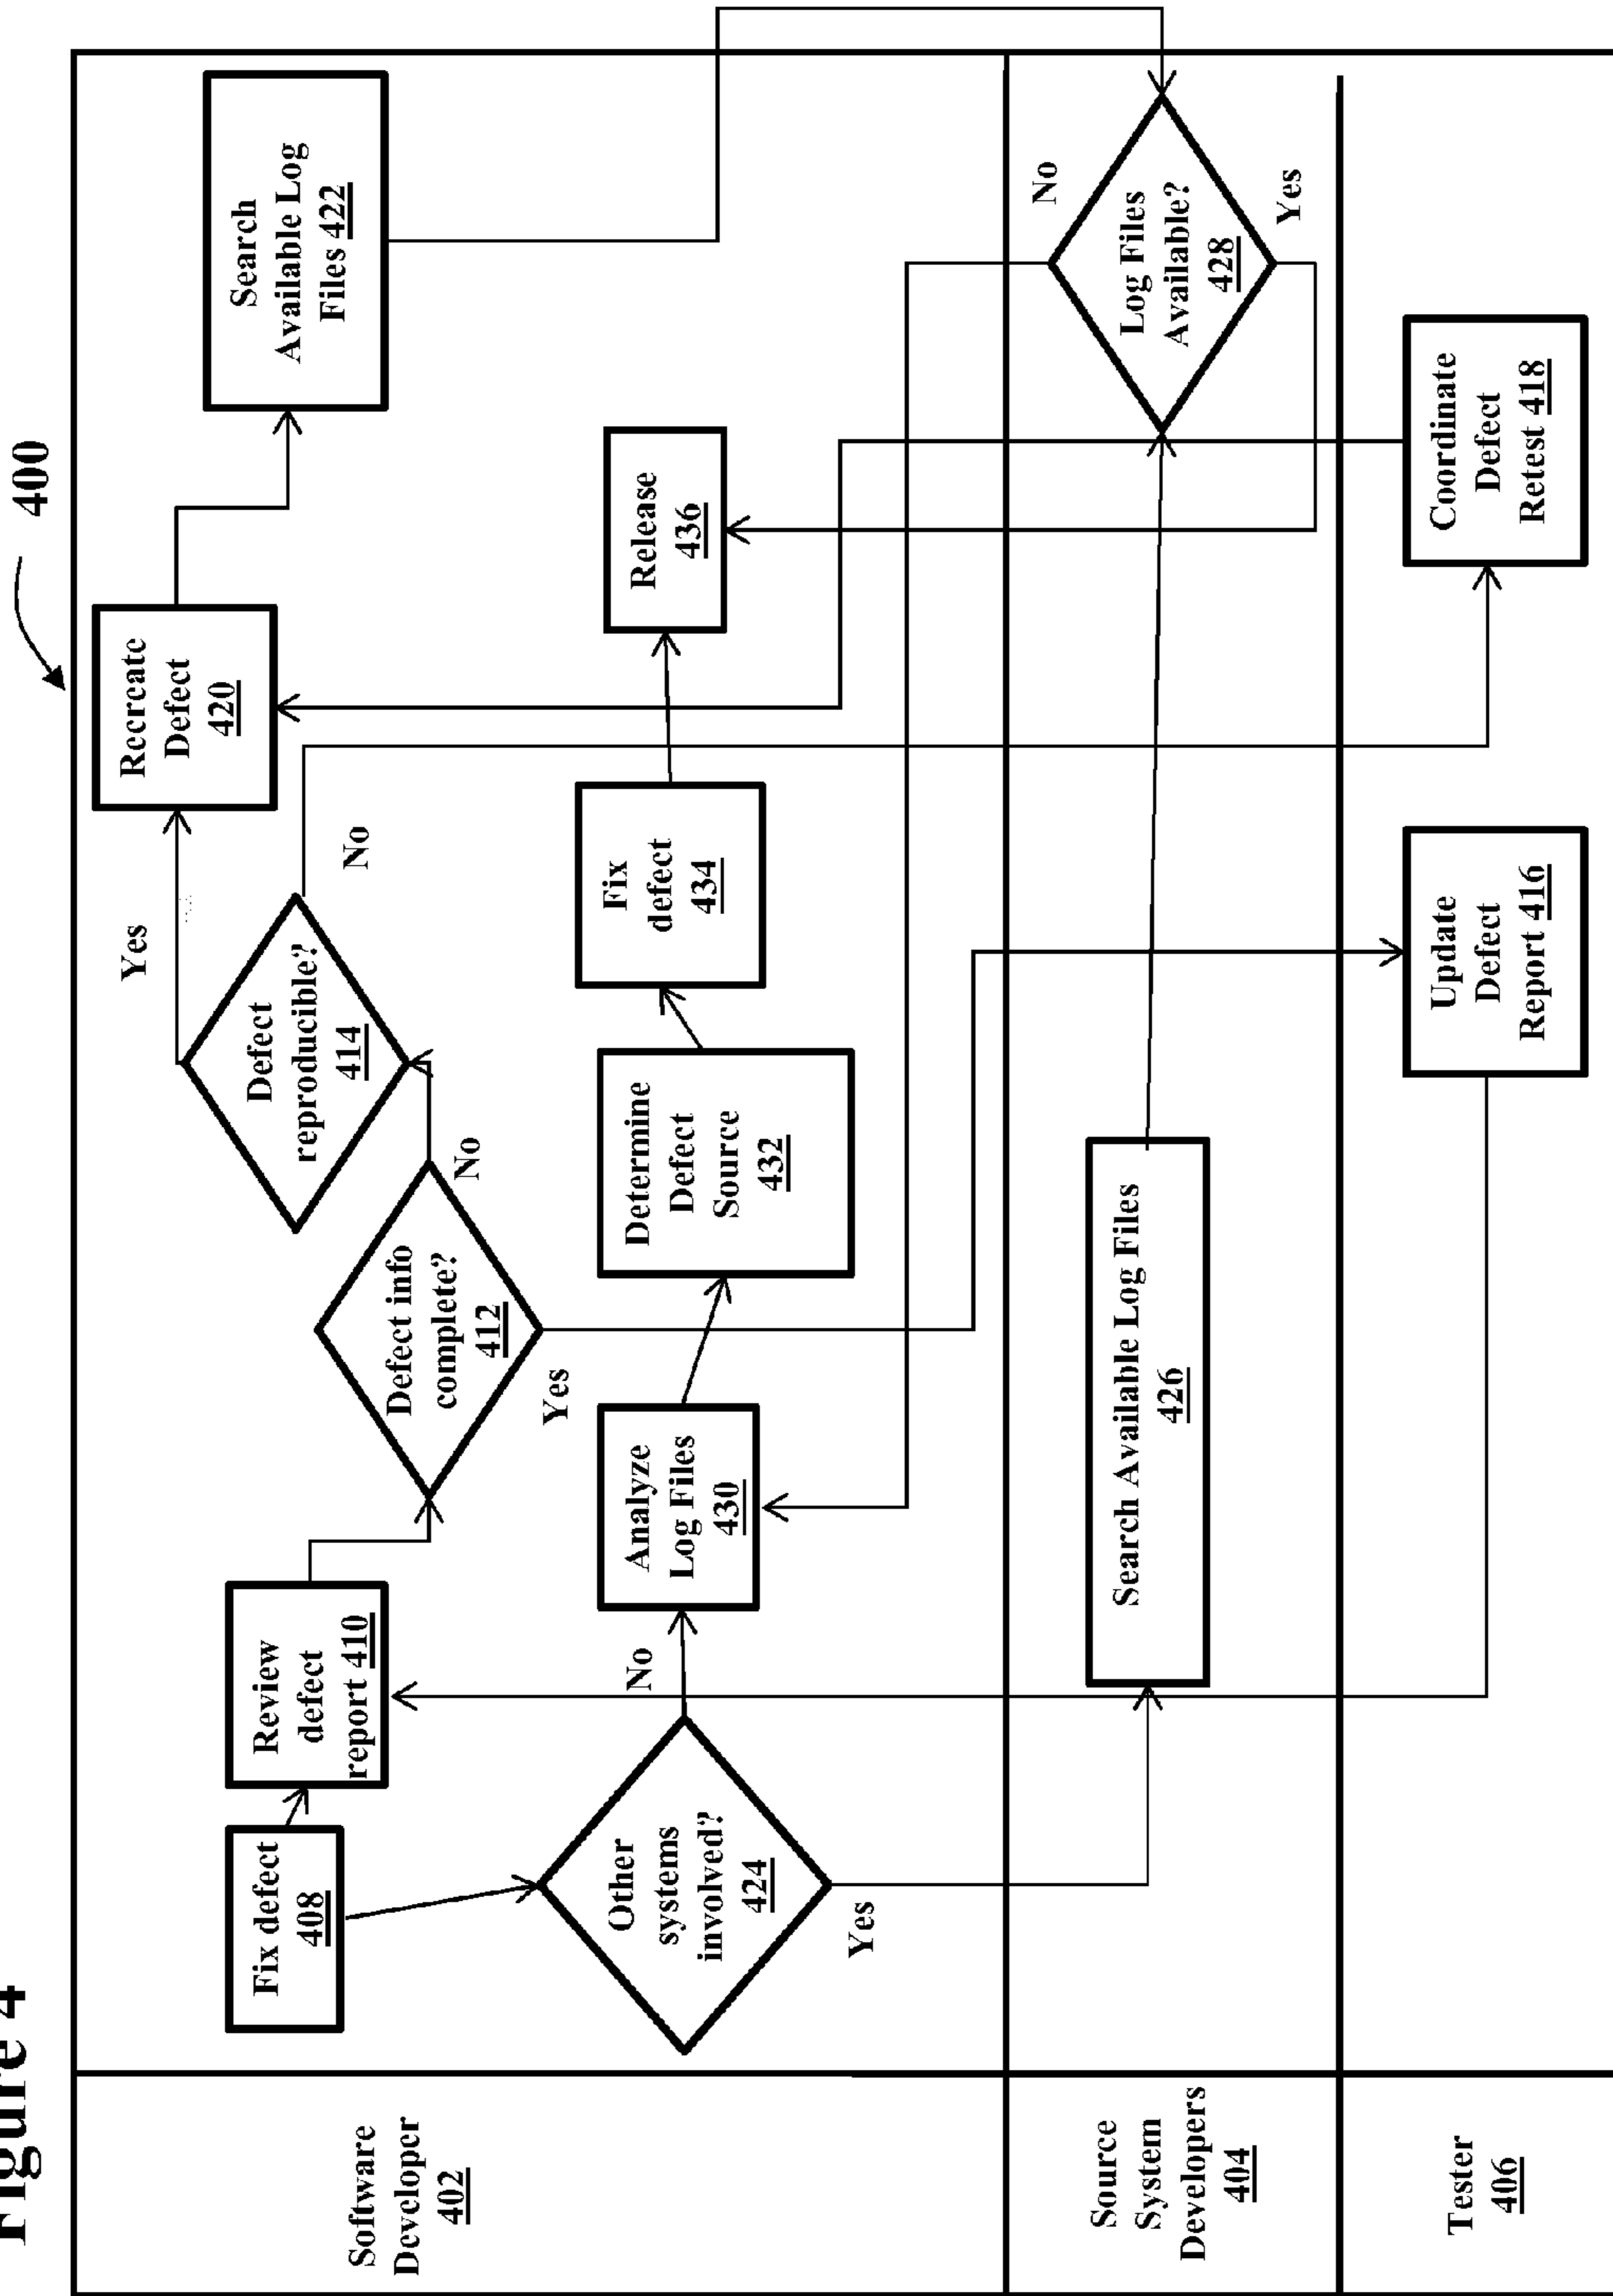 Figure 4
400
Software
Developer
402
Fix defect
408
Review
defect
report 410
Defect info
complete?
412
Yes
No
Defect
reproducible?
414
Yes
No
Recreate
Defect
420
Search
Available Log
Files 422
Other
systems
involved?
424
No
Yes
Analyze
Log Files
430
Determine
Defect
Source
432
Fix
defect
434
Release
436
Source
System
Developers
404
Search Available Log Files
426
Log Files
Available?
428
No
Yes
Tester
406
Update
Defect
Report 416
Coordinate
Defect
Retest 418